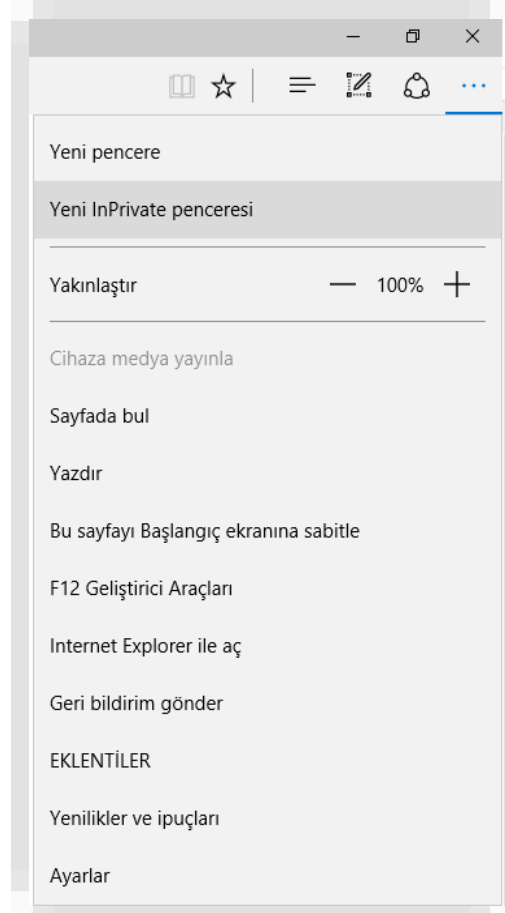 Yeni pencere
Yeni InPrivate penceresi
Yakınlaştır — 100% +
Cihaza medya yayınla
Sayfada bul
Yazdır
Bu sayfayı Başlangıç ekranına sabitle
F12 Geliştirici Araçları
Internet Explorer ile aç
Geri bildirim gönder
EKLENTİLER
Yenilikler ve ipuçları
Ayarlar